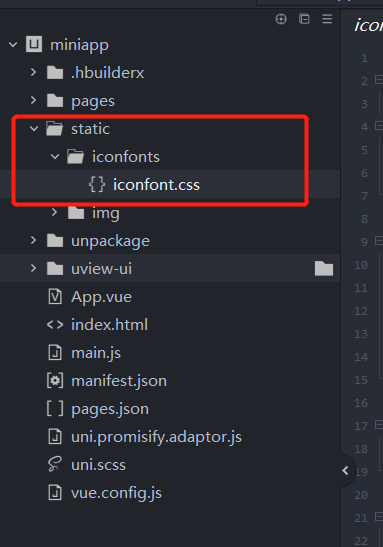 ico
miniapp
.hbuilderx
pages
static
iconfonts
{} iconfont.css
img
unpackage
uview-ui
App.vue
<> index.html
main.js
manifest.json
[ ] pages.json
uni.promisify.adaptor.js
uni.scss
vue.config.js
1
2
3
4
5
6
7
8
9
10
11
12
13
14
15
16
17
18
19
20
21
22